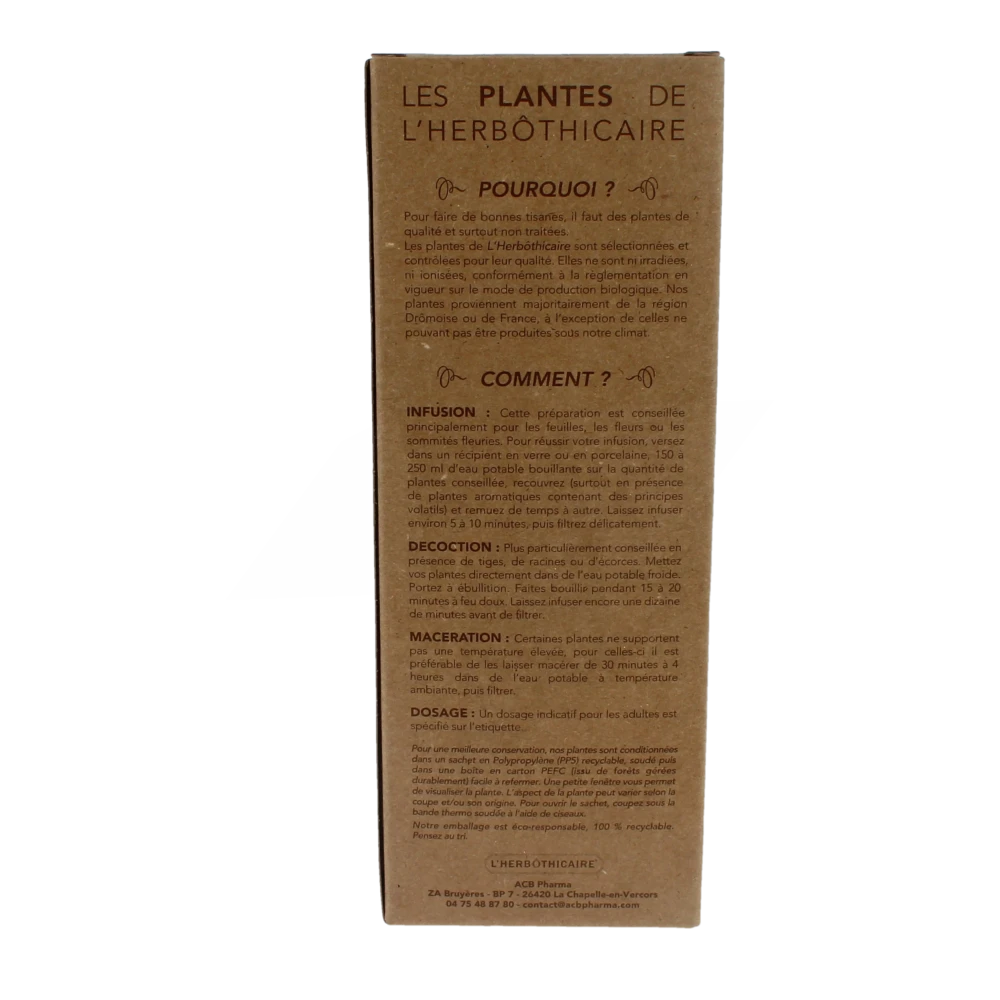 LES PLANTES DE
L'HERBÔTHICAIRE
POURQUOI ?
Pour faire de bonnes tisanes, il faut des plantes de
qualité et surtout non traitées.
Les plantes de L'Herbôthicaire sont sélectionnées et
contrôlées pour leur qualité. Elles ne sont ni irradiées,
ni ionisées, conformément à la règlementation en
vigueur sur le mode de production biologique. Nos
plantes proviennent majoritairement de la région
Drômoise ou de France, à l'exception de celles ne
pouvant pas être produites sous notre climat.
COMMENT ?
INFUSION : Cette préparation est conseillée
principalement pour les feuilles, les fleurs ou les
sommités fleuries. Pour réussir votre infusion, versez
dans un récipient en verre ou en porcelaine, 150 à
250 ml d'eau potable bouillante sur la quantité de
plantes conseillée, recouvrez (surtout en présence
de plantes aromatiques contenant des principes
volatils) et remuez de temps à autre. Laissez infuser
environ 5 à 10 minutes, puis filtrez délicatement.
DECOCTION : Plus particulièrement conseillée en
présence de tiges, de racines ou d'écorces. Mettez
vos plantes directement dans de l'eau potable froide.
Portez à ébullition. Faites bouillir pendant 15 à 20
minutes à feu doux. Laissez infuser encore une dizaine
de minutes avant de filtrer.
MACERATION : Certaines plantes ne supportent
pas une température élevée, pour celles-ci il est
préférable de les laisser macérer de 30 minutes à 4
heures dans de l'eau potable à température
ambiante, puis filtrer.
DOSAGE : Un dosage indicatif pour les adultes est
spécifié sur l'etiquette.
Pour une meilleure conservation, nos plantes sont conditionnées
dans un sachet en Polypropylène (PP5) recyclable, soudé puis
dans une boîte en carton PEFC (issu de forêts gérées
durablement) facile à refermer. Une petite fenêtre vous permet
de visualiser la plante. L'aspect de la plante peut varier selon la
coupe et/ou son origine. Pour ouvrir le sachet, coupez sous la
bande thermo soudée à l'aide de ciseaux.
Notre emballage est éco-responsable, 100 % recyclable.
Pensez au tri.
L'HERBÔTHICAIRE
ACB Pharma
ZA Bruyères - BP 7 - 26420 La Chapelle-en-Vercors
04 75 48 87 80 - contact@acbpharma.com